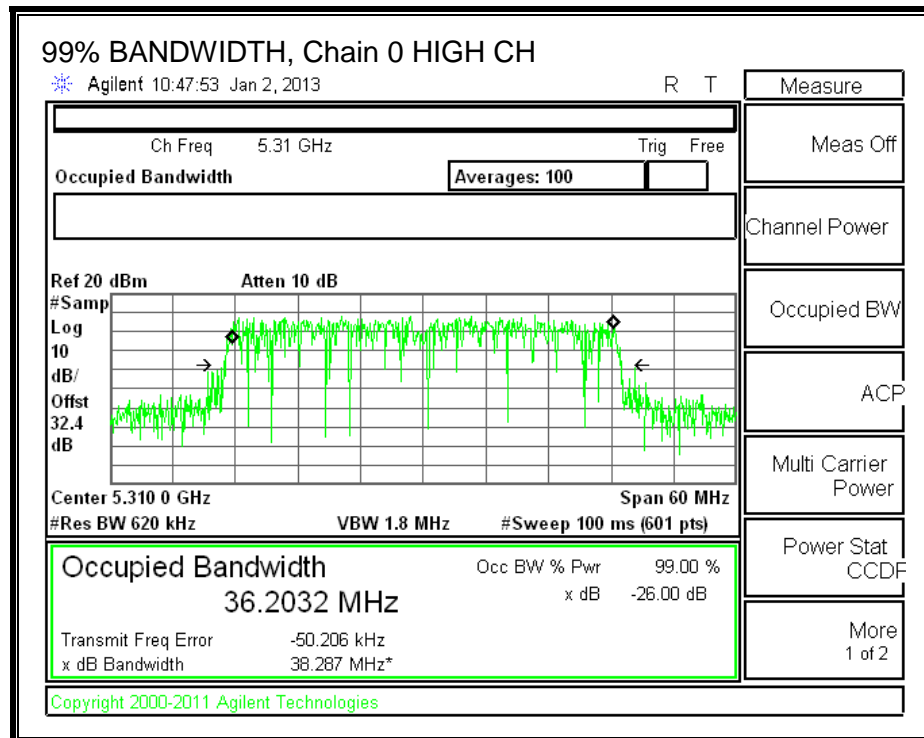 99% BANDWIDTH, Chain 0 HIGH CH
Agilent 10:47:53 Jan 2, 2013 R T
Measure
Ch Freq 5.31 GHz Trig Free
Meas Off
Occupied Bandwidth Averages: 100
Channel Power
Ref 20 dBm Atten 10 dB
#Samp
Log
10
dB/
Offst
32.4
dB
Occupied BW
ACP
Center 5.310 0 GHz Span 60 MHz
#Res BW 620 kHz VBW 1.8 MHz #Sweep 100 ms (601 pts)
Multi Carrier
Power
Occupied Bandwidth Occ BW % Pwr 99.00 %
36.2032 MHz x dB -26.00 dB
Transmit Freq Error -50.206 kHz
x dB Bandwidth 38.287 MHz*
Power Stat
CCDF
More
1 of 2
Copyright 2000-2011 Agilent Technologies